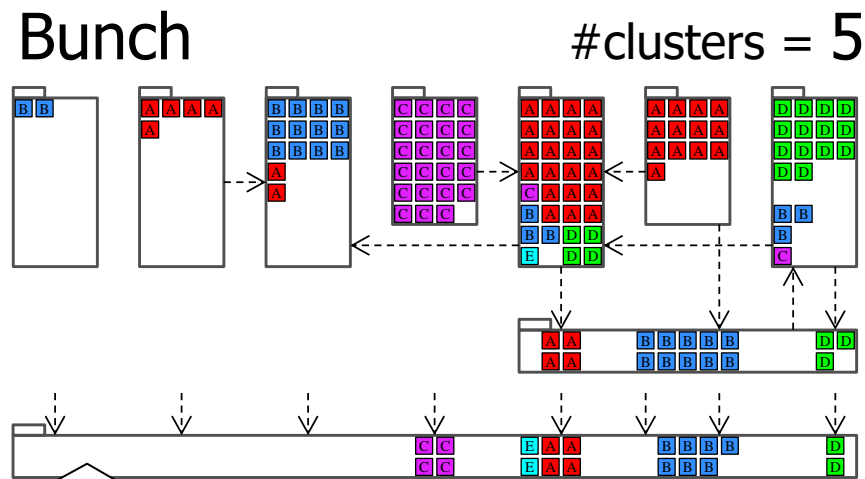 Bunch #clusters = 5
B B A A A A B B B B C C C C A A A A A A A A D D D D
A B B B B C C C C A A A A A A A A D D D D
B B B B C C C C A A A A A A A A D D D D
A C C C C A A A A A D D
A C C C C C A A A
C C C B A A A B B
B B D D B
E D D C
A A B B B B B D D
A A B B B B B D
C C E A A B B B B D
C C E A A B B B D